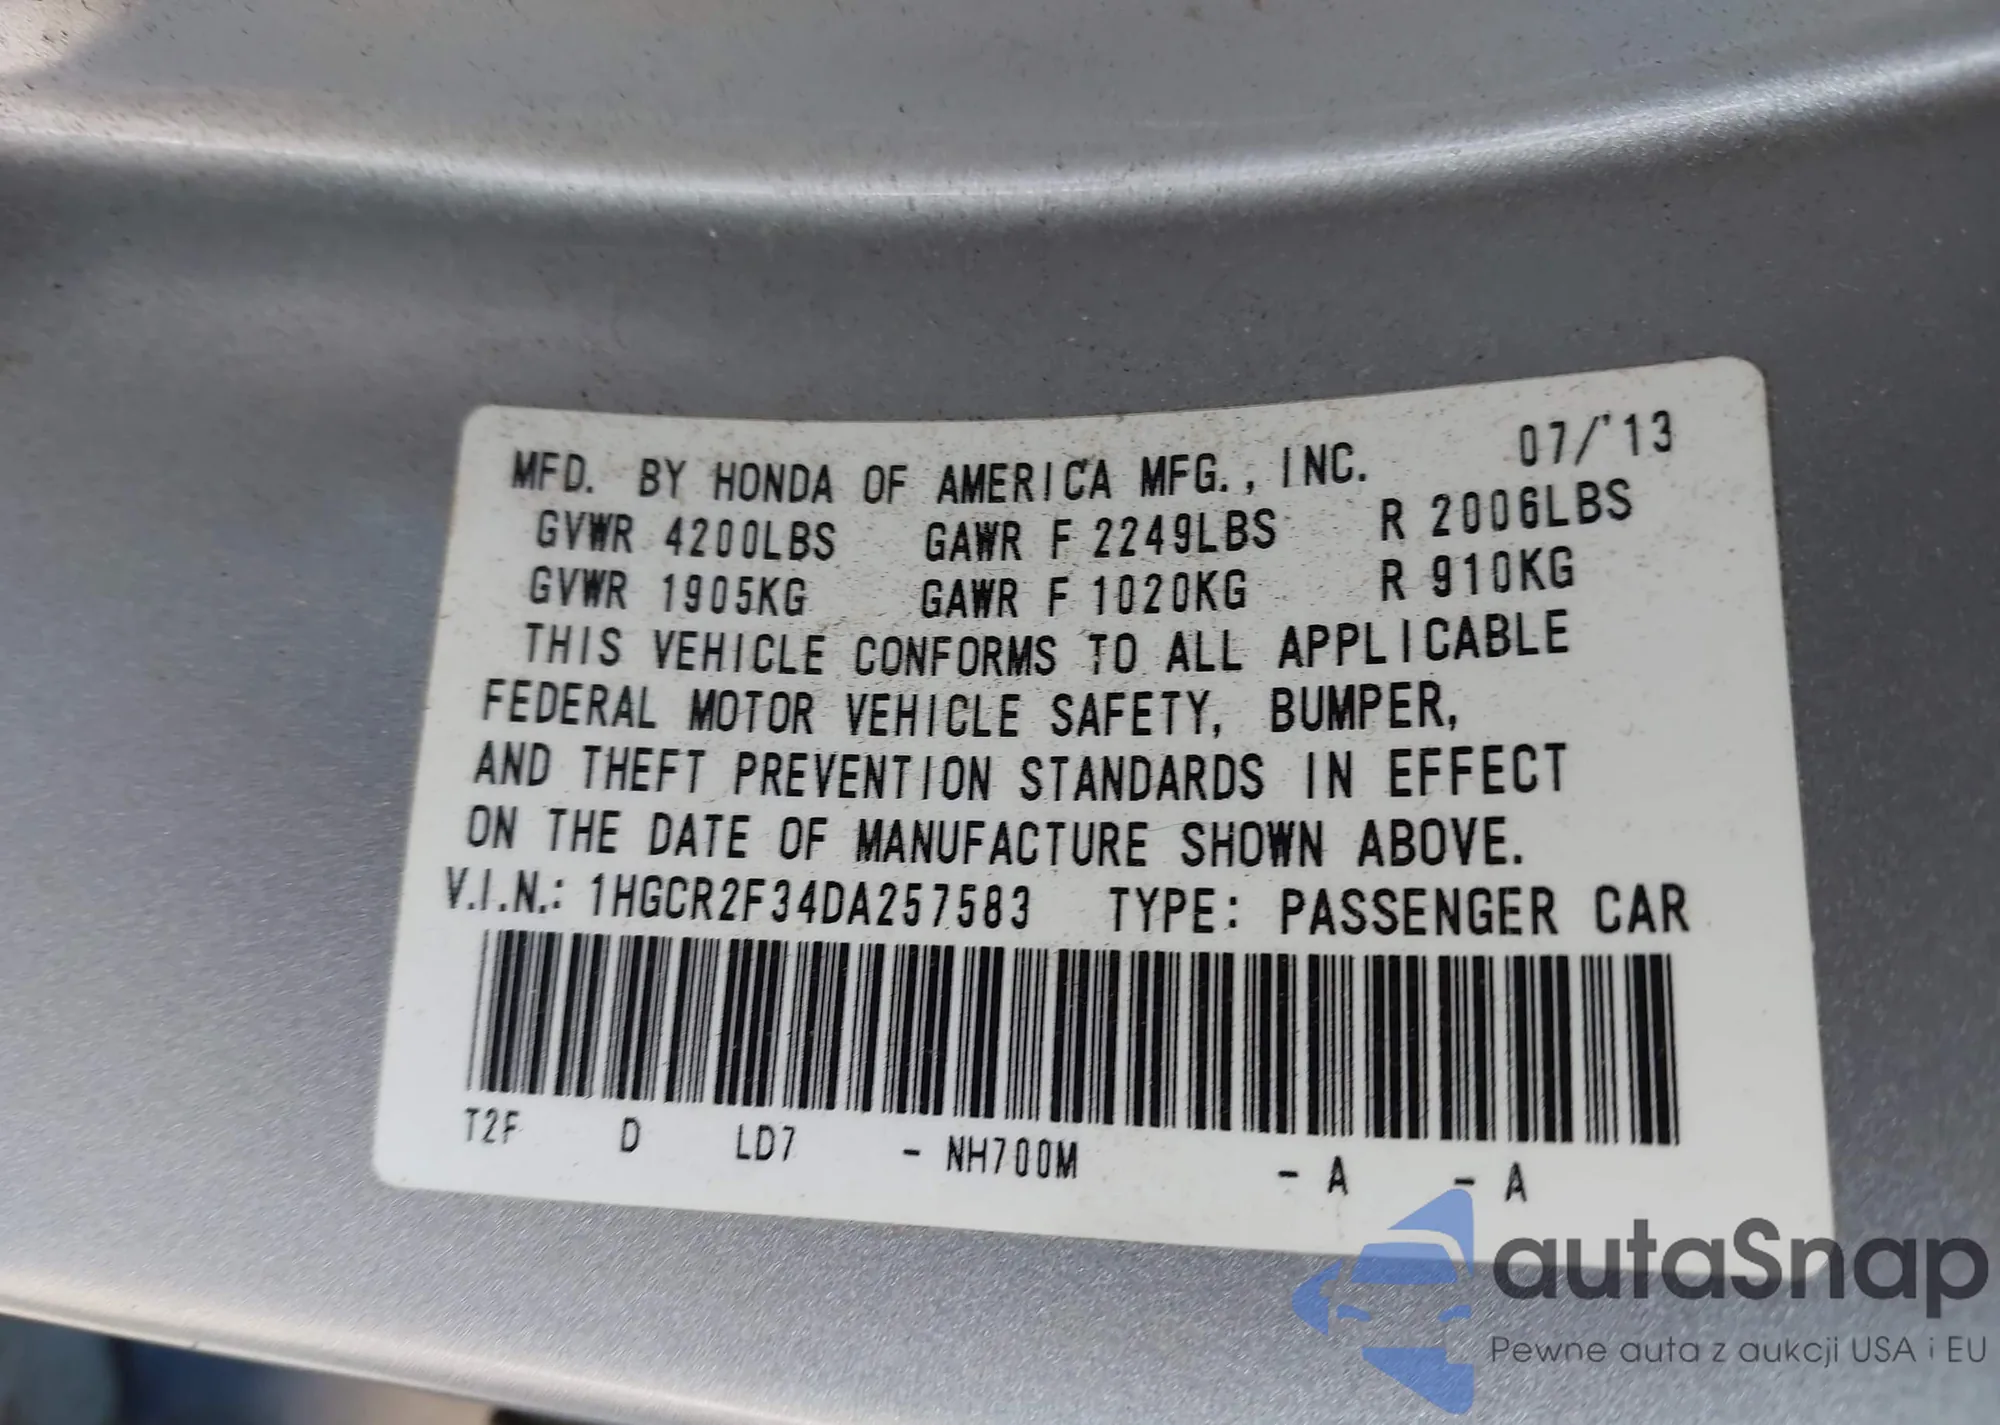 MFD. BY HONDA OF AMERICA MFG., INC. 07/'13
GVWR 4200LBS GAWR F 2249LBS R 2006LBS
GVWR 1905KG GAWR F 1020KG R 910KG
THIS VEHICLE CONFORMS TO ALL APPLICABLE
FEDERAL MOTOR VEHICLE SAFETY, BUMPER,
AND THEFT PREVENTION STANDARDS IN EFFECT
ON THE DATE OF MANUFACTURE SHOWN ABOVE.
V.I.N.: 1HGCR2F34DA257583 TYPE: PASSENGER CAR
T2F D LD7 - NH700M - A - A
autaSnap
Pewne auta z aukcji USA i EU